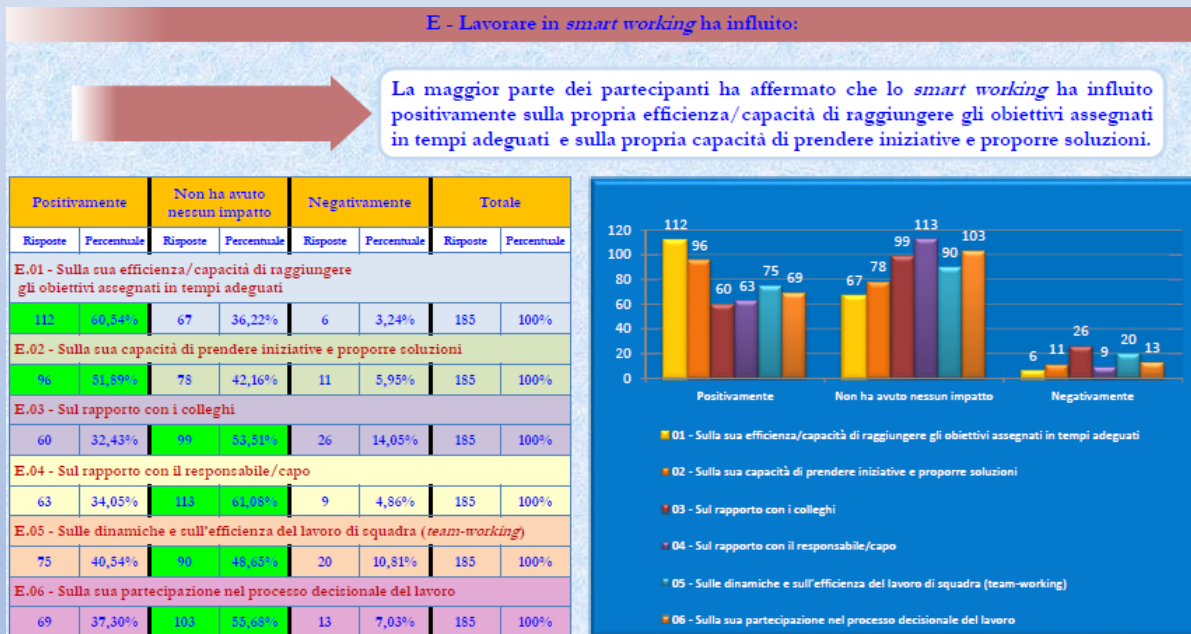 E - Lavorare in smart working ha influito:
La maggior parte dei partecipanti ha affermato che lo smart working ha influito
positivamente sulla propria efficienza/capacità di raggiungere gli obiettivi assegnati
in tempi adeguati e sulla propria capacità di prendere iniziative e proporre soluzioni.
Positivamente Non ha avuto nessun impatto Negativamente Totale
Risposte Percentuale Risposte Percentuale Risposte Percentuale Risposte Percentuale
E.01 - Sulla sua efficienza/capacità di raggiungere
gli obiettivi assegnati in tempi adeguati
112 60,54% 67 36,22% 6 3,24% 185 100%
E.02 - Sulla sua capacità di prendere iniziative e proporre soluzioni
96 51,89% 78 42,16% 11 5,95% 185 100%
E.03 - Sul rapporto con i colleghi
60 32,43% 99 53,51% 26 14,05% 185 100%
E.04 - Sul rapporto con il responsabile/capo
63 34,05% 113 61,08% 9 4,86% 185 100%
E.05 - Sulle dinamiche e sull'efficienza del lavoro di squadra (team-working)
75 40,54% 90 48,65% 20 10,81% 185 100%
E.06 - Sulla sua partecipazione nel processo decisionale del lavoro
69 37,30% 103 55,68% 13 7,03% 185 100%
120
100
80
60
40
20
0
112 96 60 63 75 69
67 78 99 113 90 103
6 11 26 9 20 13
Positivamente Non ha avuto nessun impatto Negativamente
01 - Sulla sua efficienza/capacità di raggiungere gli obiettivi assegnati in tempi adeguati
02 - Sulla sua capacità di prendere iniziative e proporre soluzioni
03 - Sul rapporto con i colleghi
04 - Sul rapporto con il responsabile/capo
05 - Sulle dinamiche e sull'efficienza del lavoro di squadra (team-working)
06 - Sulla sua partecipazione nel processo decisionale del lavoro